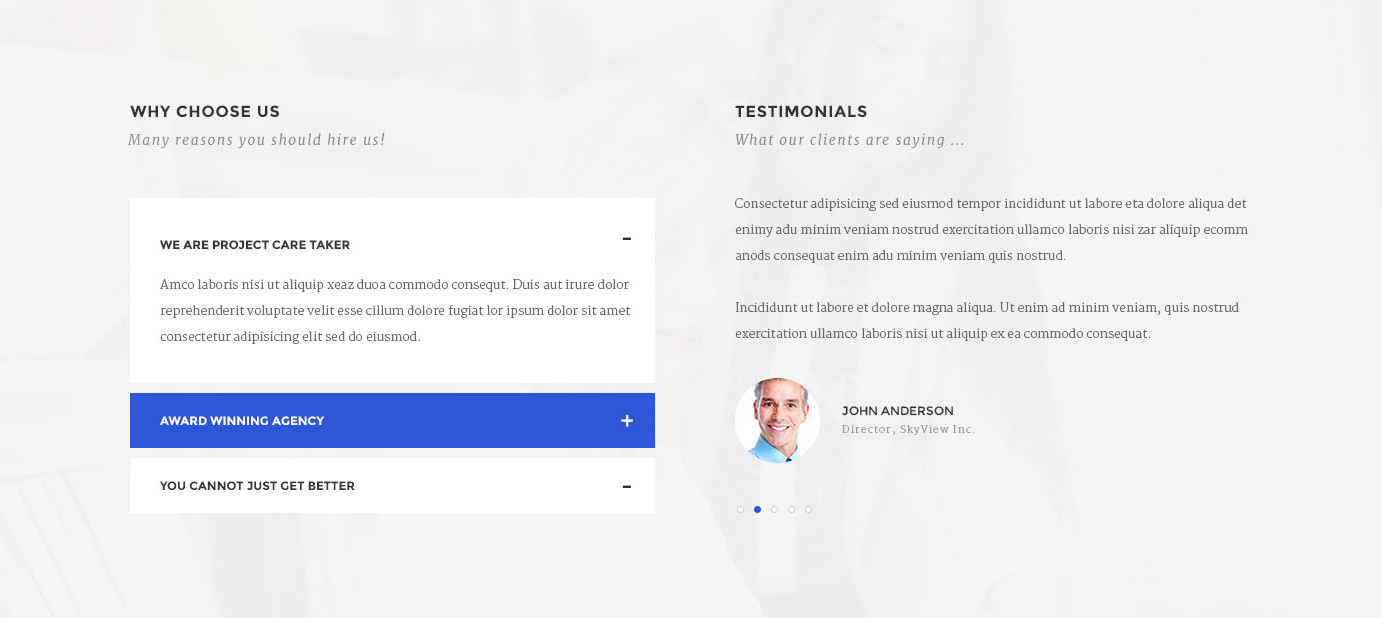 WHY CHOOSE US
Many reasons you should hire us!
WE ARE PROJECT CARE TAKER
Amco laboris nisi ut aliquip xeaz duoa commodo consequt. Duis aut irure dolor
reprehenderit voluptate velit esse cillum dolore fugiat lor ipsum dolor sit amet
consectetur adipisicing elit sed do eiusmod.
AWARD WINNING AGENCY
YOU CANNOT JUST GET BETTER
TESTIMONIALS
What our clients are saying ...
Consectetur adipisicing sed eiusmod tempor incididunt ut labore eta dolore aliqua det
enimy adu minim veniam nostrud exercitation ullamco laboris nisi zar aliquip ecomm
anods consequat enim adu minim veniam quis nostrud.
Incididunt ut labore et dolore magna aliqua. Ut enim ad minim veniam, quis nostrud
exercitation ullamco laboris nisi ut aliquip ex ea commodo consequat.
JOHN ANDERSON
Director, SkyView Inc.